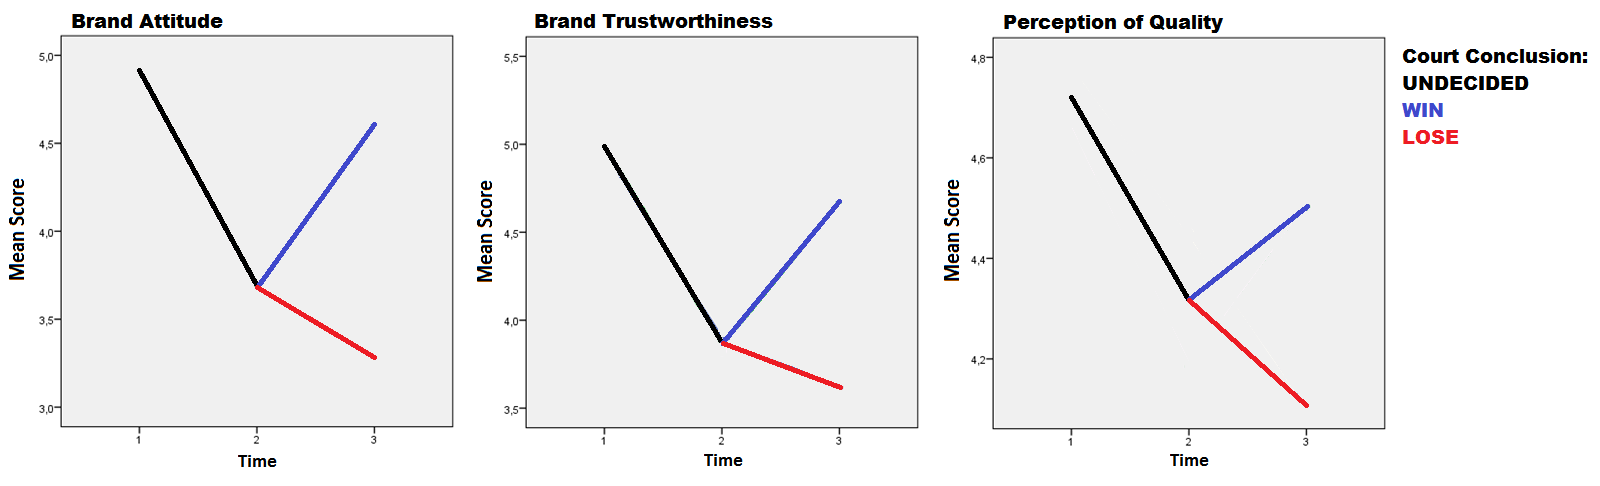 Brand Attitude
5,0
4,5
4,0
3,5
3,0
Mean Score
1 2 3
Time
Brand Trustworthiness
5,5
5,0
4,5
4,0
3,5
Mean Score
1 2 3
Time
Perception of Quality
4,8
4,6
4,4
4,2
Mean Score
1 2 3
Time
Court Conclusion:
UNDECIDED
WIN
LOSE